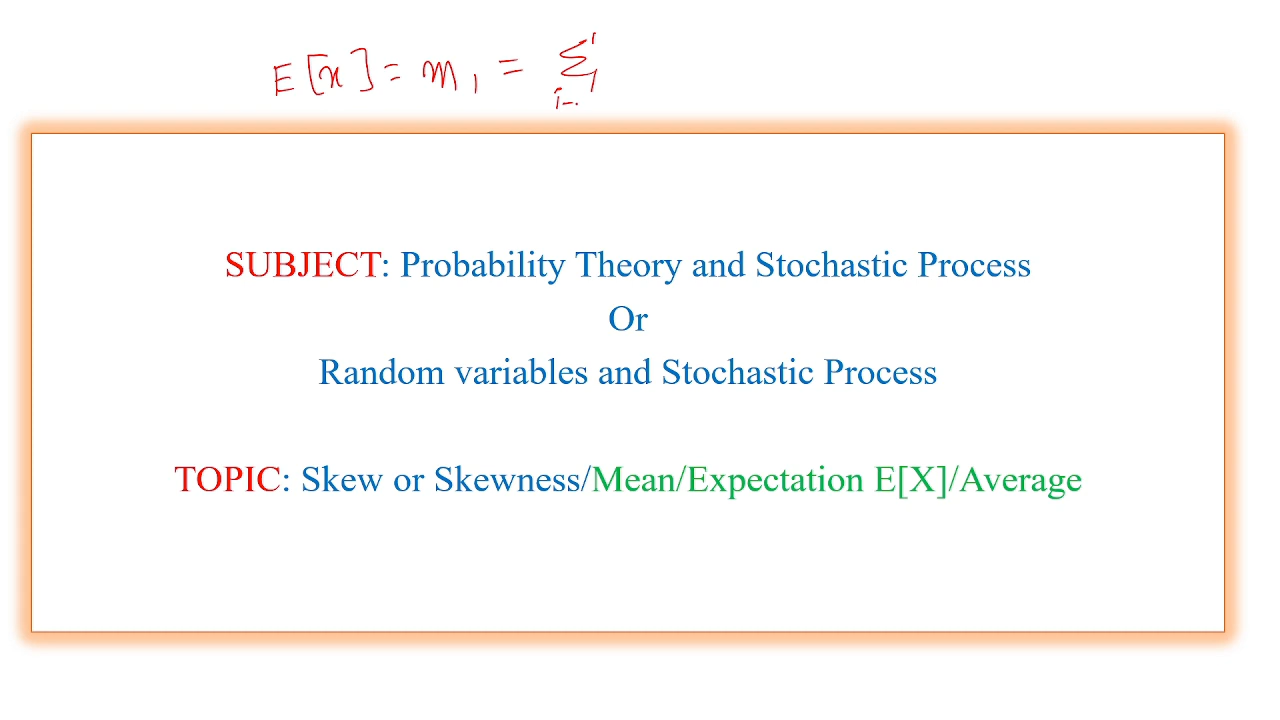 E[x] = m₁ = Σ i=
SUBJECT: Probability Theory and Stochastic Process
Or
Random variables and Stochastic Process
TOPIC: Skew or Skewness/Mean/Expectation E[X]/Average